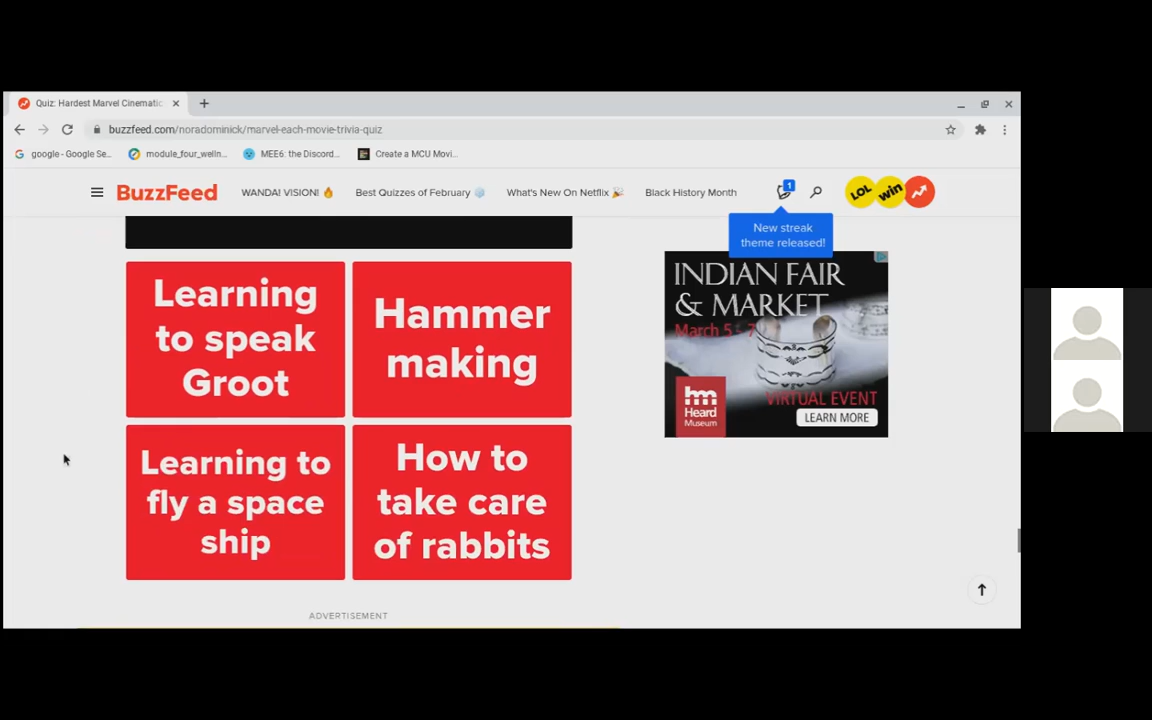 Quiz: Hardest Marvel Cinematic
buzzfeed.com/noradominick/marvel-each-movie-trivia-quiz
google - Google Se...
module_four_welln...
MEE6: the Discord...
Create a MCU Movi...
BuzzFeed
WANDA! VISION! 🔥
Best Quizzes of February
What's New On Netflix 🎉
Black History Month
1
LOL
win
New streak
theme released!
Learning
to speak
Groot
Hammer
making
Learning to
fly a space
ship
How to
take care
of rabbits
INDIAN FAIR
& MARKET
March 5 - 7
hm
Heard
Museum
VIRTUAL EVENT
LEARN MORE
ADVERTISEMENT